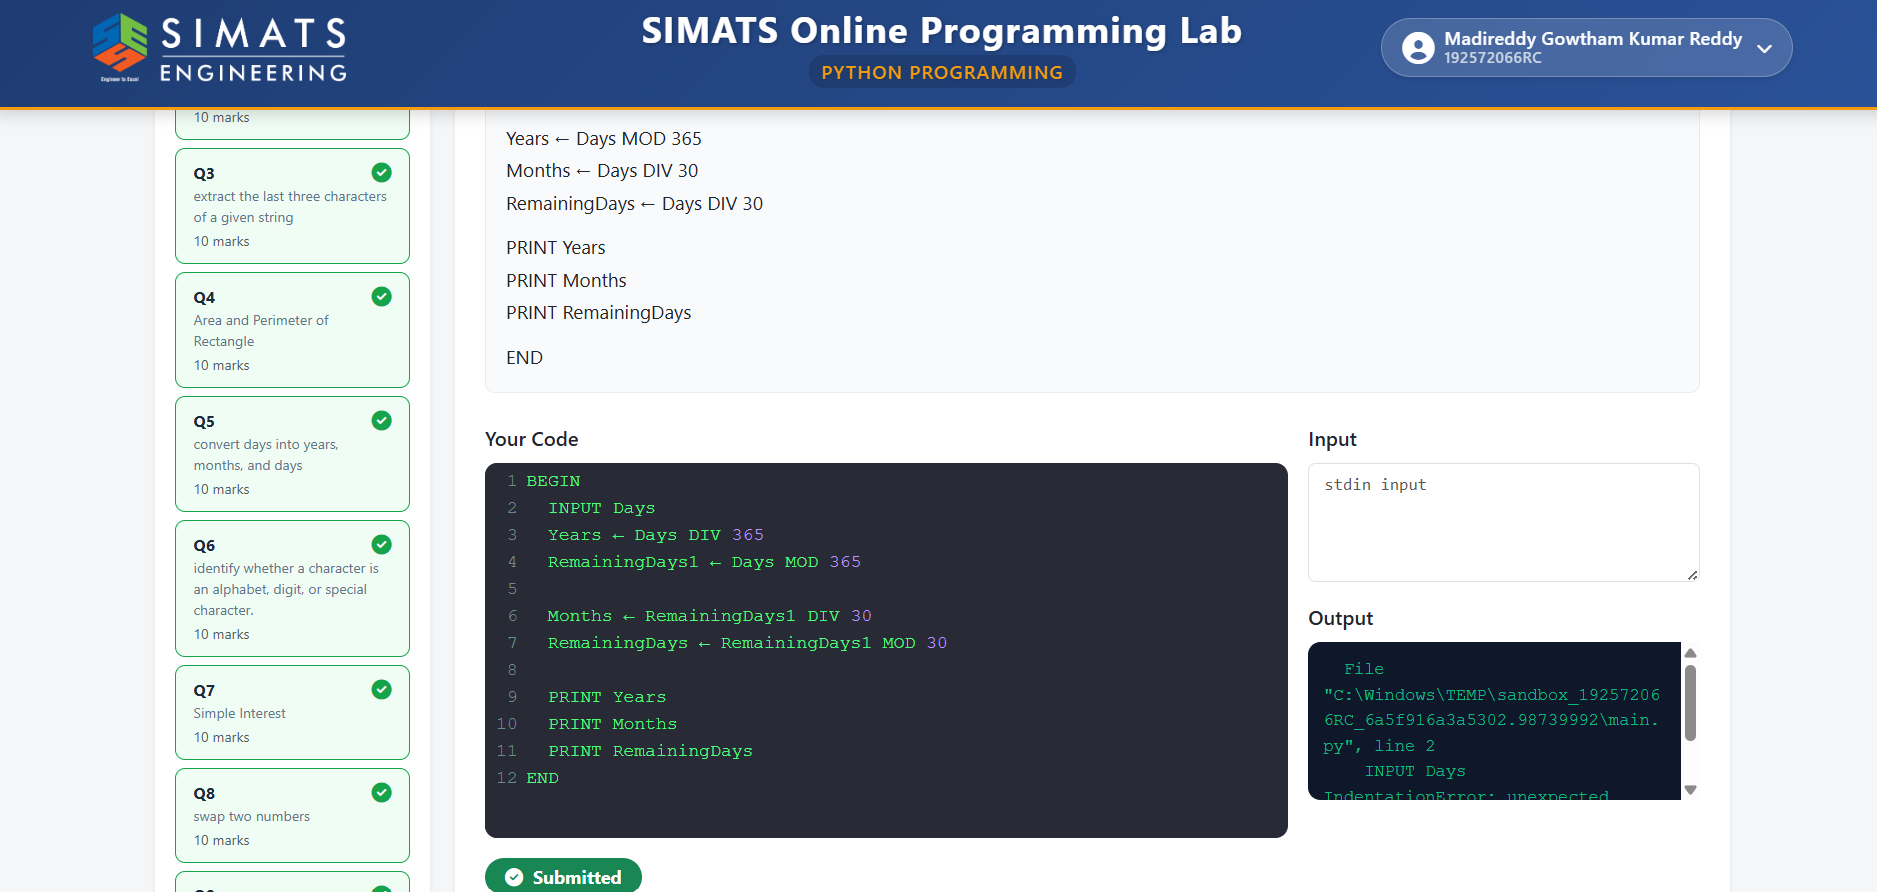 SIMATS
ENGINEERING
Engineer to Excel
SIMATS Online Programming Lab
PYTHON PROGRAMMING
Madireddy Gowtham Kumar Reddy
192572066RC
10 marks
Q3
extract the last three characters
of a given string
10 marks
Q4
Area and Perimeter of
Rectangle
10 marks
Q5
convert days into years,
months, and days
10 marks
Q6
identify whether a character is
an alphabet, digit, or special
character.
10 marks
Q7
Simple Interest
10 marks
Q8
swap two numbers
10 marks
Years ← Days MOD 365
Months ← Days DIV 30
RemainingDays ← Days DIV 30
PRINT Years
PRINT Months
PRINT RemainingDays
END
Your Code
1 BEGIN
2   INPUT Days
3   Years ← Days DIV 365
4   RemainingDays1 ← Days MOD 365
5
6   Months ← RemainingDays1 DIV 30
7   RemainingDays ← RemainingDays1 MOD 30
8
9   PRINT Years
10   PRINT Months
11   PRINT RemainingDays
12 END
Submitted
Input
stdin input
Output
File
"C:\Windows\TEMP\sandbox_19257206
6RC_6a5f916a3a5302.98739992\main.
py", line 2
INPUT Days
IndentationError: unexpected